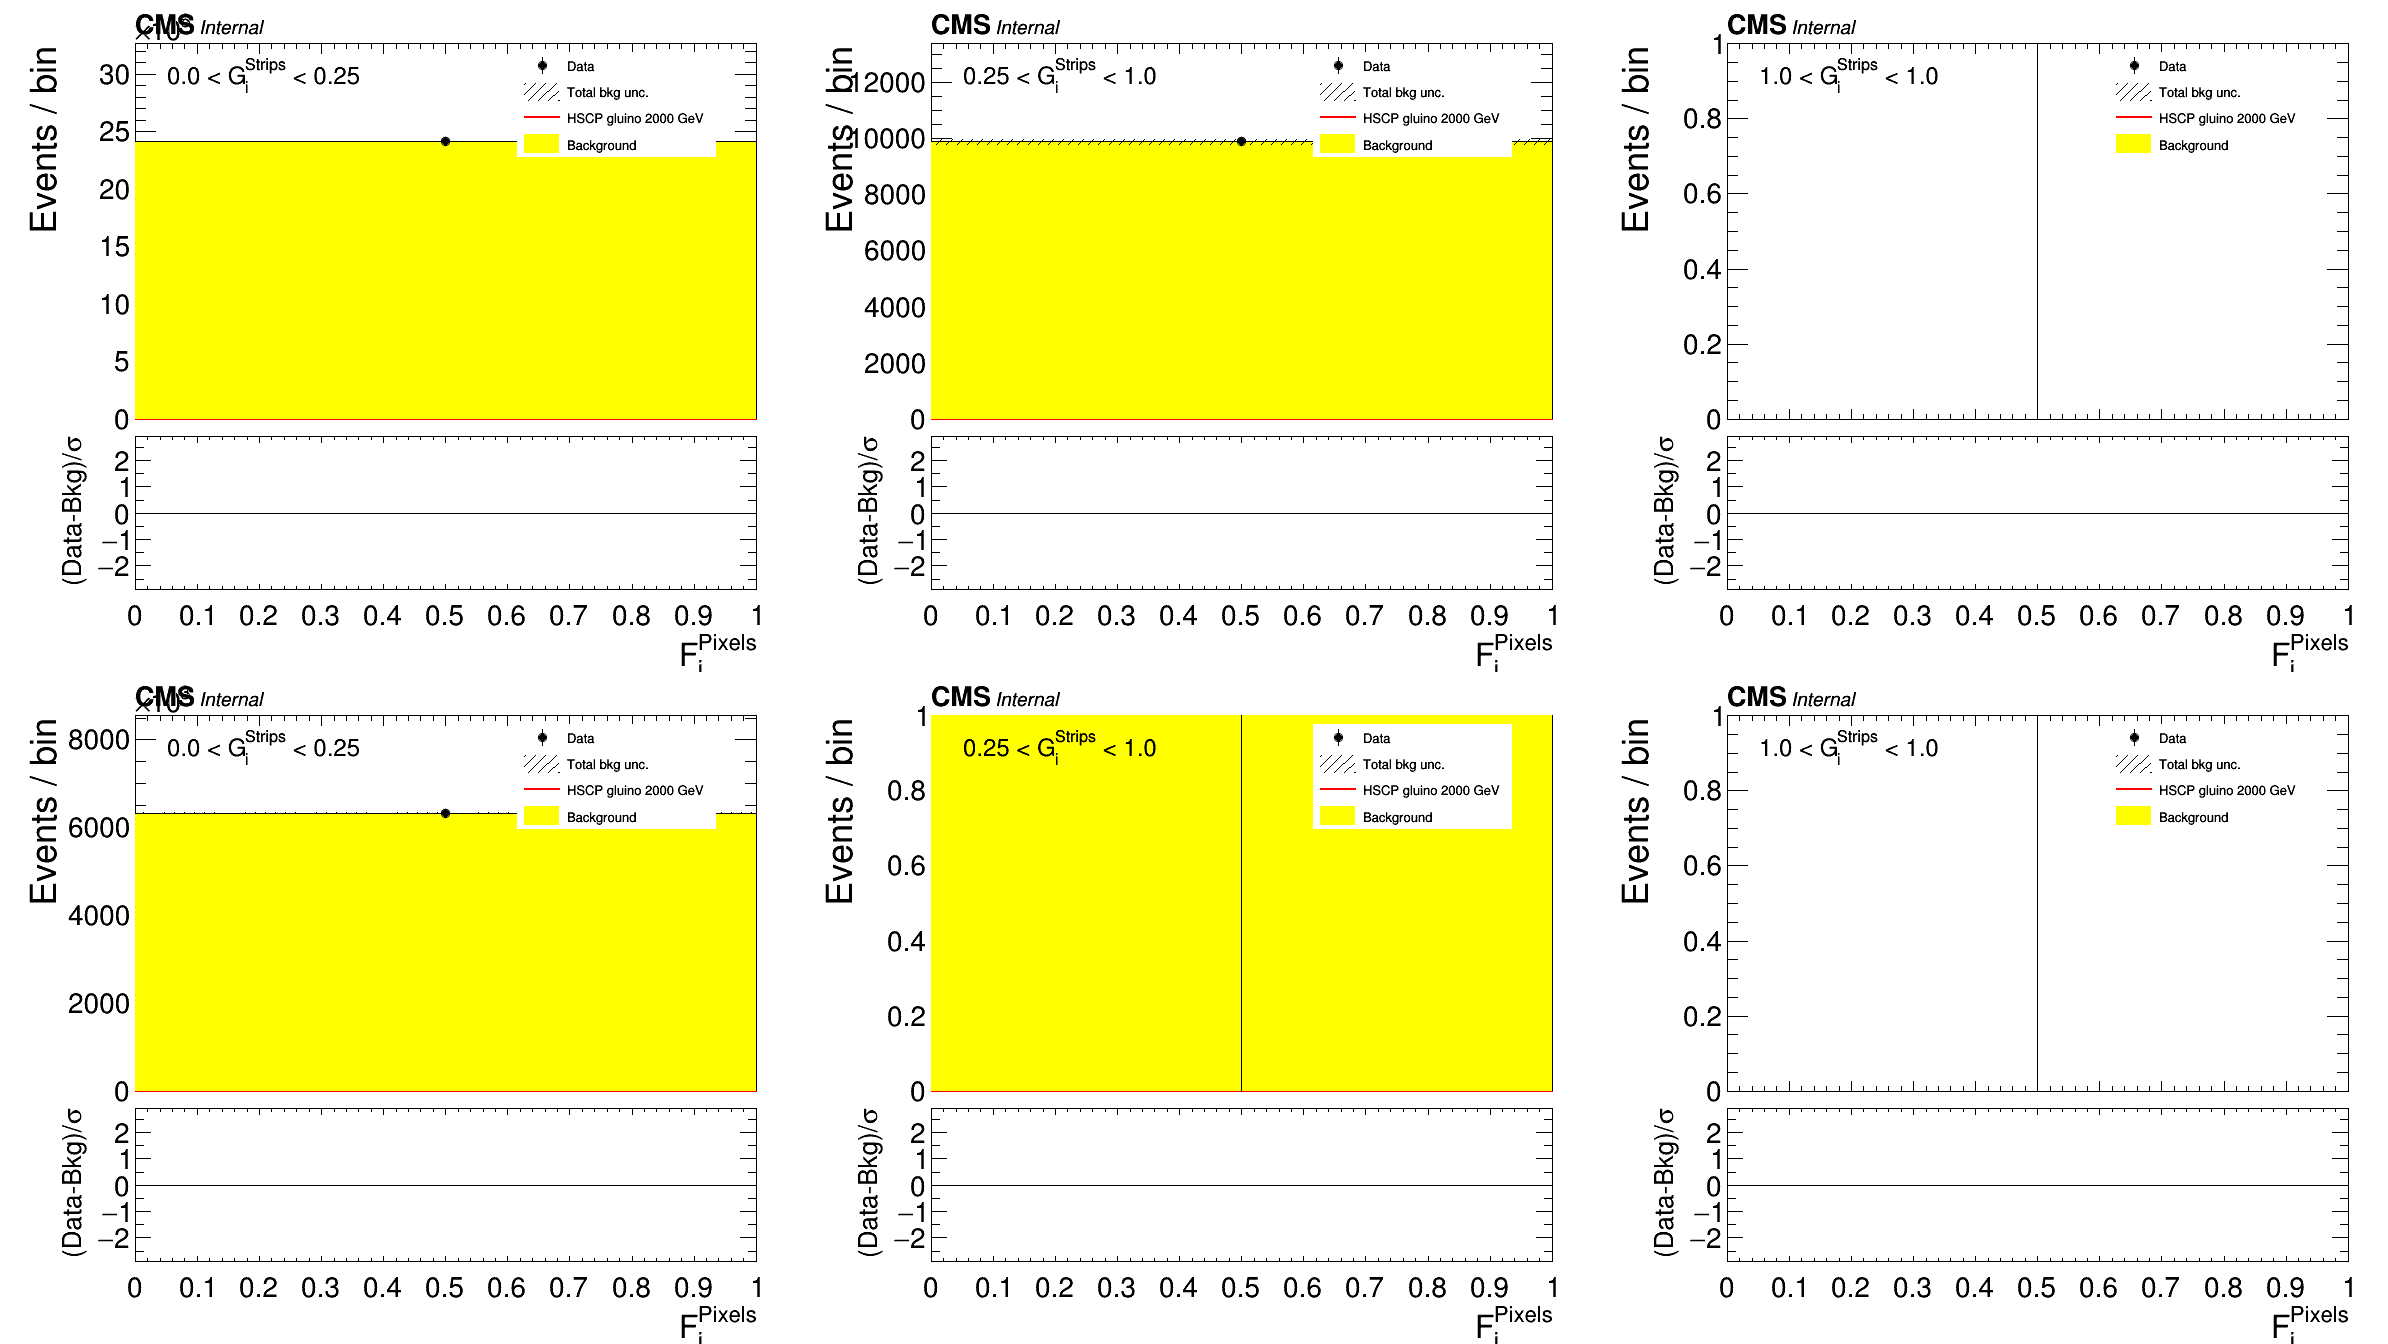 CMS Internal
Events / bin
0.0 < G_i^Strips < 0.25
Data
Total bkg unc.
HSCP gluino 2000 GeV
Background
30
25
20
15
10
5
0
(Data-Bkg)/σ
2
1
0
−1
−2
0 0.1 0.2 0.3 0.4 0.5 0.6 0.7 0.8 0.9 1
F_i^Pixels
CMS Internal
Events / bin
0.25 < G_i^Strips < 1.0
Data
Total bkg unc.
HSCP gluino 2000 GeV
Background
12000
10000
8000
6000
4000
2000
0
(Data-Bkg)/σ
2
1
0
−1
−2
0 0.1 0.2 0.3 0.4 0.5 0.6 0.7 0.8 0.9 1
F_i^Pixels
CMS Internal
Events / bin
1.0 < G_i^Strips < 1.0
Data
Total bkg unc.
HSCP gluino 2000 GeV
Background
1
0.8
0.6
0.4
0.2
0
(Data-Bkg)/σ
2
1
0
−1
−2
0 0.1 0.2 0.3 0.4 0.5 0.6 0.7 0.8 0.9 1
F_i^Pixels
CMS Internal
Events / bin
0.0 < G_i^Strips < 0.25
Data
Total bkg unc.
HSCP gluino 2000 GeV
Background
8000
6000
4000
2000
0
(Data-Bkg)/σ
2
1
0
−1
−2
0 0.1 0.2 0.3 0.4 0.5 0.6 0.7 0.8 0.9 1
F_i^Pixels
CMS Internal
Events / bin
0.25 < G_i^Strips < 1.0
Data
Total bkg unc.
HSCP gluino 2000 GeV
Background
1
0.8
0.6
0.4
0.2
0
(Data-Bkg)/σ
2
1
0
−1
−2
0 0.1 0.2 0.3 0.4 0.5 0.6 0.7 0.8 0.9 1
F_i^Pixels
CMS Internal
Events / bin
1.0 < G_i^Strips < 1.0
Data
Total bkg unc.
HSCP gluino 2000 GeV
Background
1
0.8
0.6
0.4
0.2
0
(Data-Bkg)/σ
2
1
0
−1
−2
0 0.1 0.2 0.3 0.4 0.5 0.6 0.7 0.8 0.9 1
F_i^Pixels